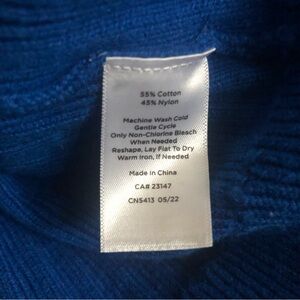 55% Cotton
45% Nylon
Machine Wash Cold
Gentle Cycle
Only Non-Chlorine Bleach
When Needed
Reshape, Lay Flat To Dry
Warm Iron, If Needed
Made in China
CA# 23147
CN5413 05/22